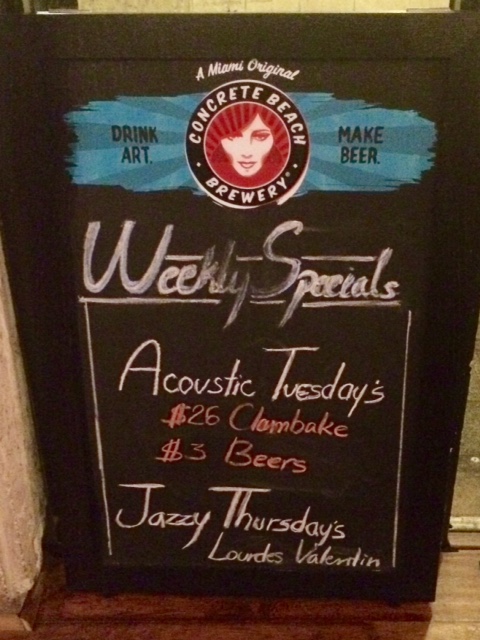 A Miami Original
CONCRETE BEACH
BREWERY®
DRINK
ART.
MAKE
BEER.
Weekly Specials
Acoustic Tuesday's
$26 Clambake
$3 Beers
Jazzy Thursday's
Lourdes Valentin